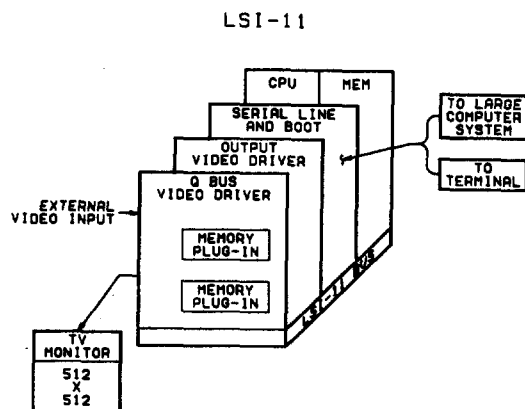 LSI-11
CPU
MEM
SERIAL LINE
AND BOOT
OUTPUT
VIDEO DRIVER
Q BUS
VIDEO DRIVER
TO LARGE
COMPUTER
SYSTEM
TO
TERMINAL
EXTERNAL
VIDEO INPUT
MEMORY
PLUG-IN
MEMORY
PLUG-IN
LSI-11 BUS
TV
MONITOR
512
X
512